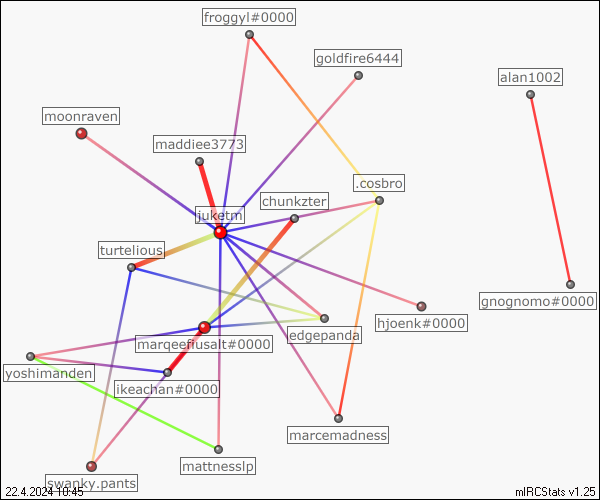 froggyl#0000
goldfire6444
alan1002
moonraven
maddiee3773
.cosbro
chunkzter
juketm
turtelious
gnognomo#0000
hjoenk#0000
edgepanda
marqeeflusalt#0000
yoshimanden
ikeachan#0000
marcemadness
mattnesslp
swanky.pants
22.4.2024 10:45
mIRCStats v1.25